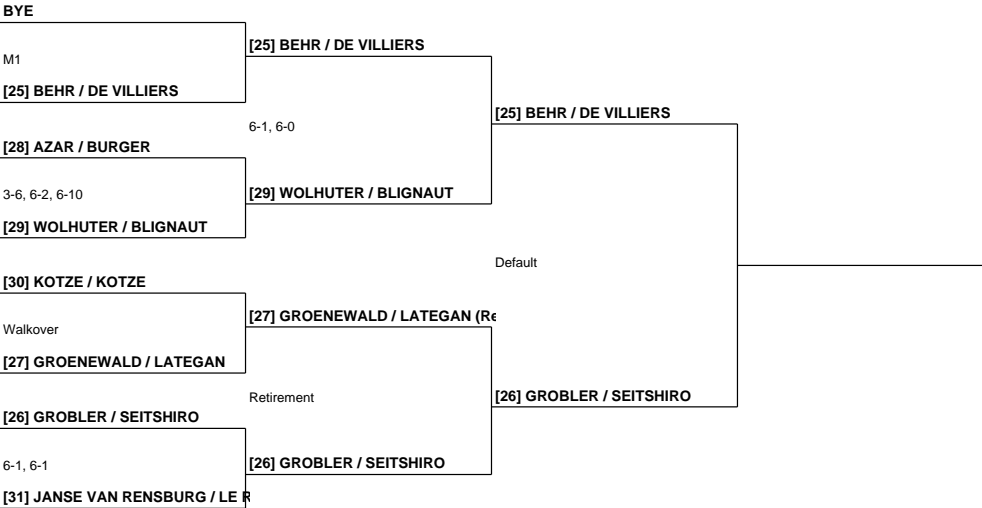 BYE
M1
[25] BEHR / DE VILLIERS
[28] AZAR / BURGER
3-6, 6-2, 6-10
[29] WOLHUTER / BLIGNAUT
[30] KOTZE / KOTZE
Walkover
[27] GROENEWALD / LATEGAN
[26] GROBLER / SEITSHIRO
6-1, 6-1
[31] JANSE VAN RENSBURG / LE R
[25] BEHR / DE VILLIERS
6-1, 6-0
[29] WOLHUTER / BLIGNAUT
[27] GROENEWALD / LATEGAN (Re
Retirement
[26] GROBLER / SEITSHIRO
[25] BEHR / DE VILLIERS
Default
[26] GROBLER / SEITSHIRO